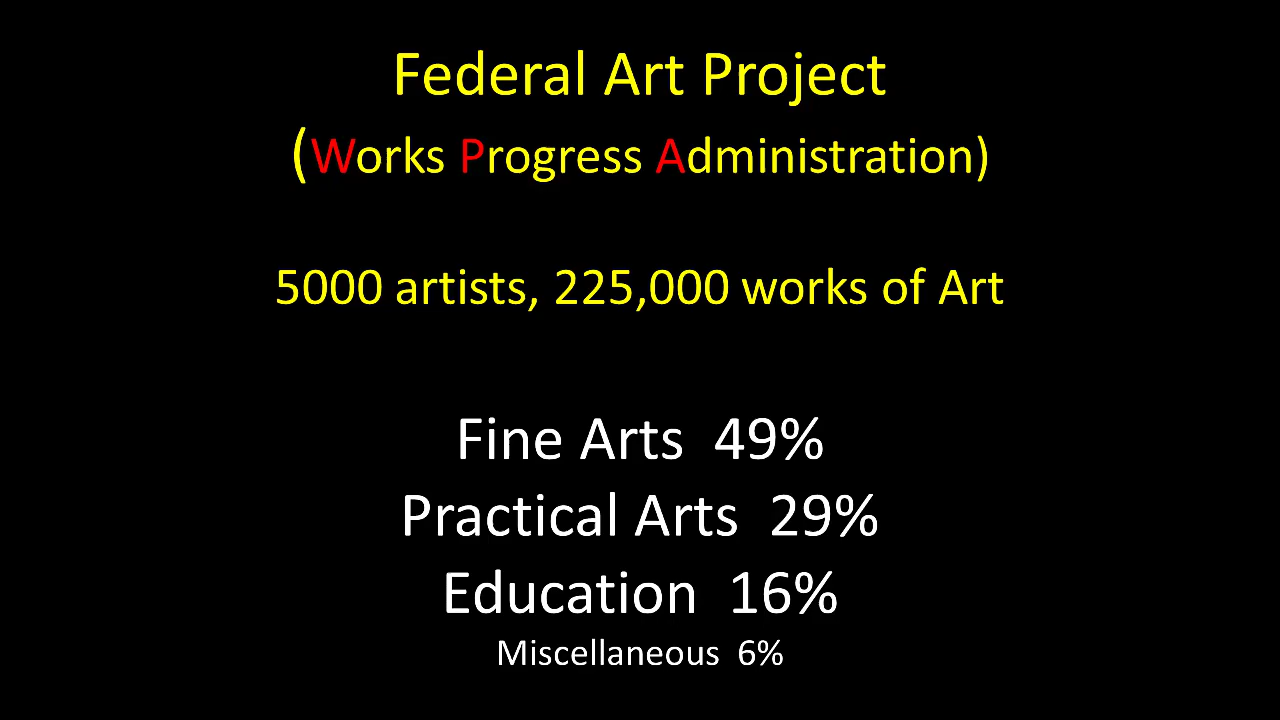 Federal Art Project
(Works Progress Administration)
5000 artists, 225,000 works of Art
Fine Arts  49%
Practical Arts  29%
Education  16%
Miscellaneous  6%